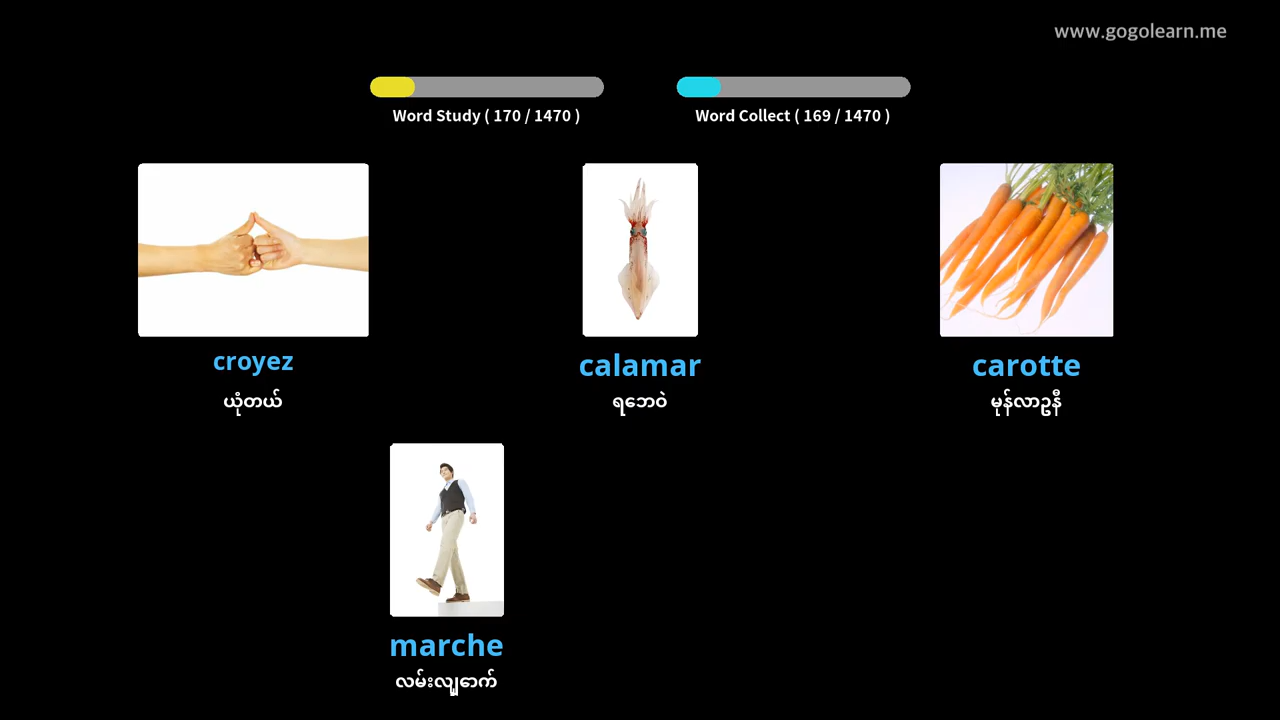 www.gogolearn.me
Word Study ( 170 / 1470 )
Word Collect ( 169 / 1470 )
croyez
ယုံတယ်
calamar
ရဘေဝဲ
carotte
မုန်လာဥနီ
marche
လမ်းလျှောက်